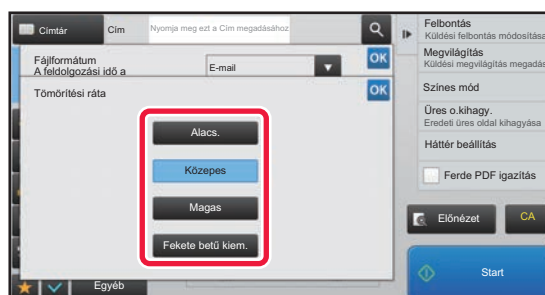 Címtár
Cím
Nyomja meg ezt a Cím megadásához
Fájlformátum
A feldolgozási idő a
E-mail
OK
Tömörítési ráta
OK
Alacs.
Közepes
Magas
Fekete betű kiem.
Egyéb
Felbontás
Küldési felbontás módosítása
Megvilágítás
Küldési megvilágítás megadás
Színes mód
Üres o.kihagy.
Eredeti üres oldal kihagyása
Háttér beállítás
Ferde PDF igazítás
Előnézet
CA
Start